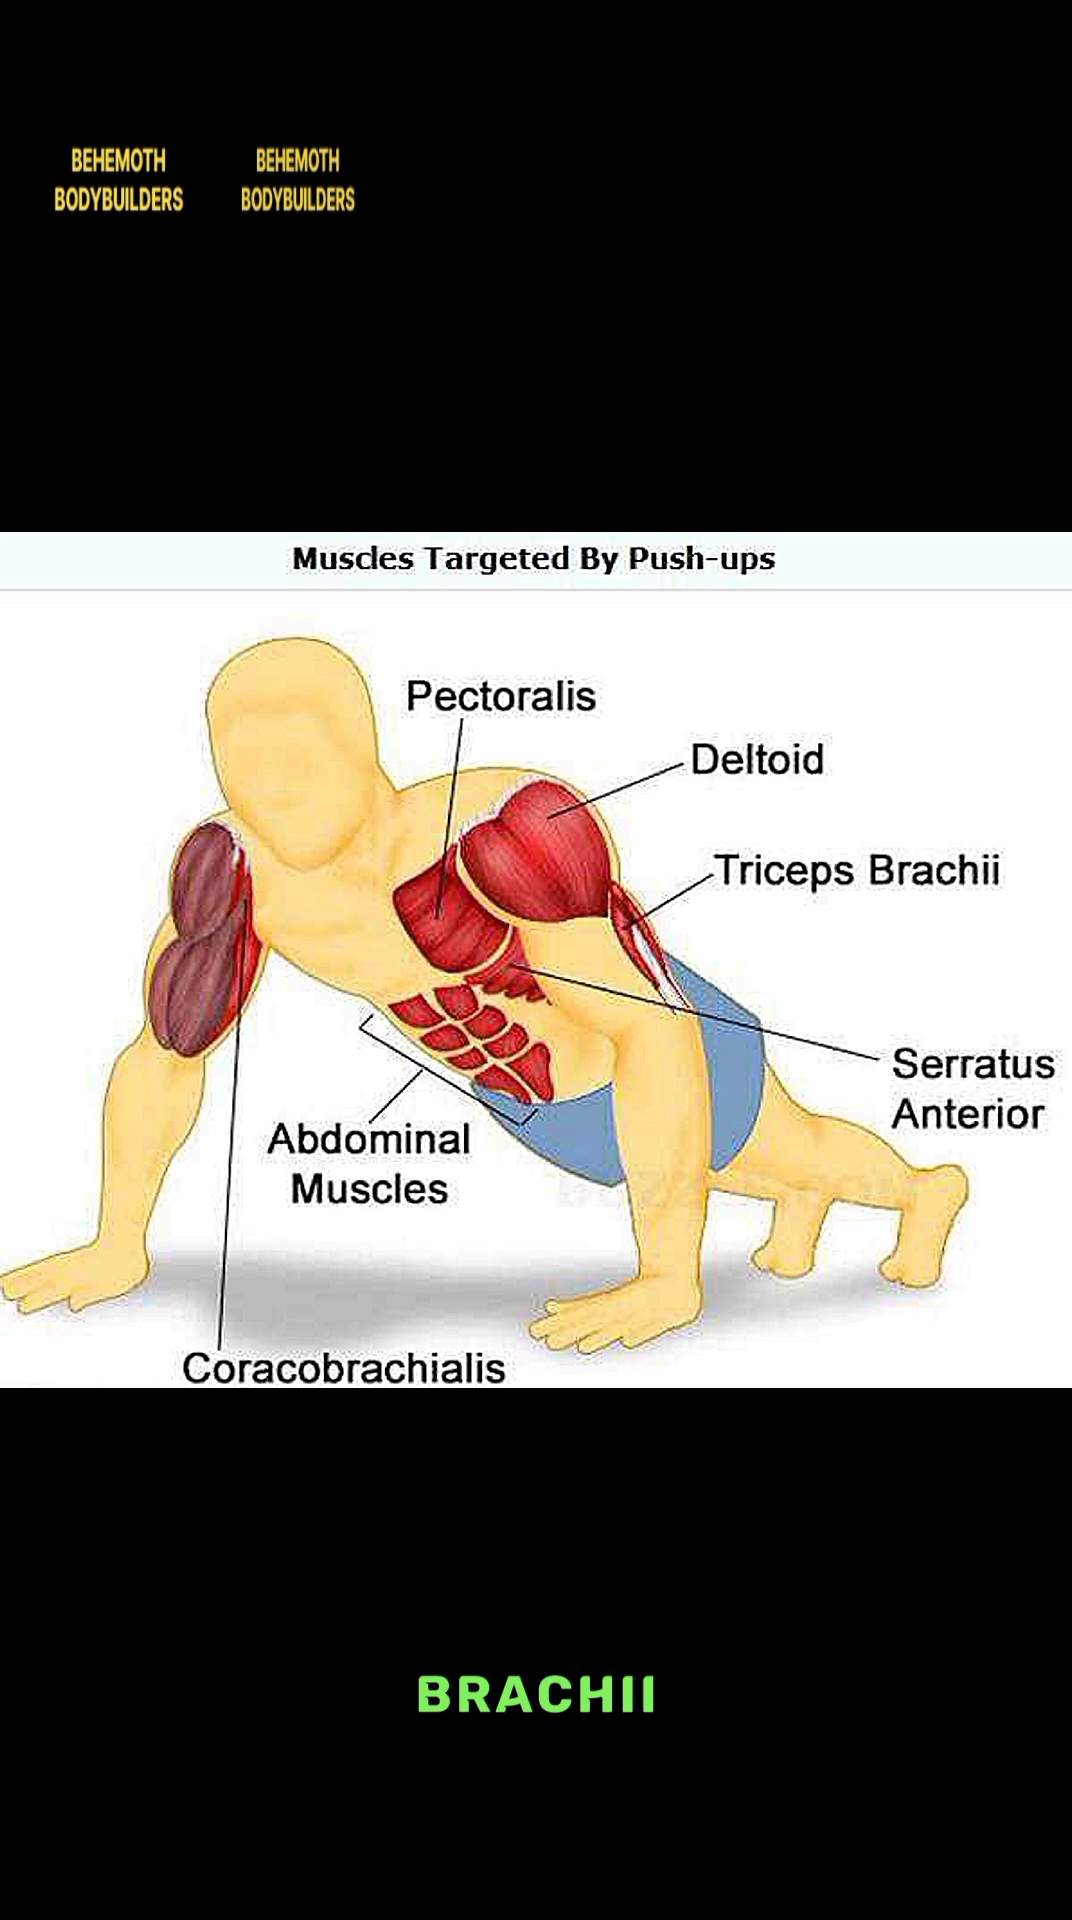 BEHEMOTH
BODYBUILDERS
BEHEMOTH
BODYBUILDERS
Muscles Targeted By Push-ups
Pectoralis
Deltoid
Triceps Brachii
Serratus
Anterior
Abdominal
Muscles
Coracobrachialis
BRACHII